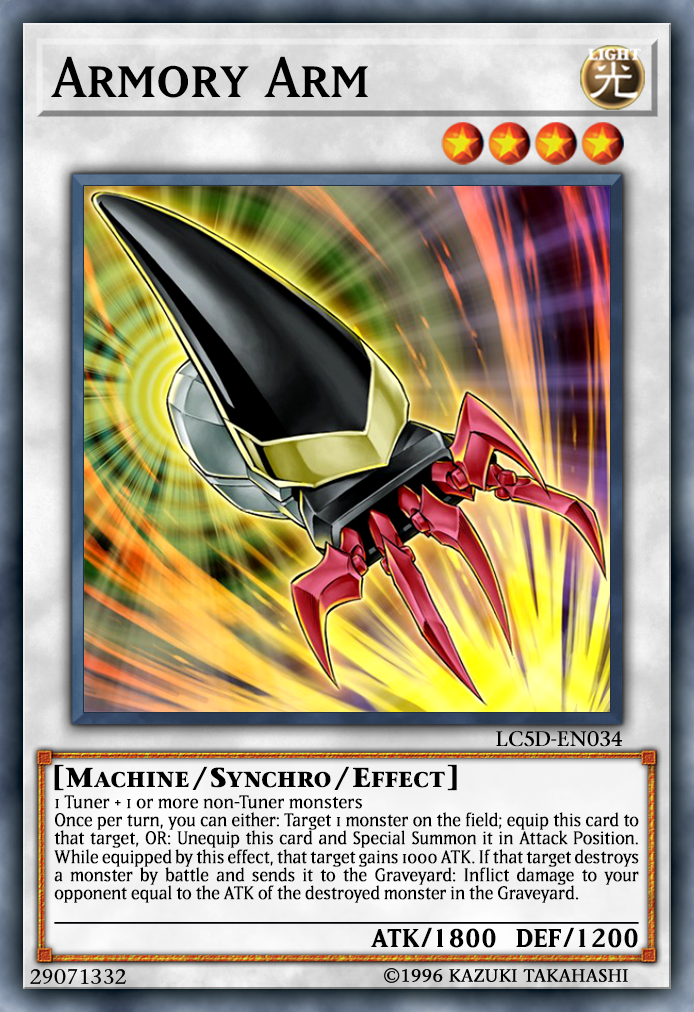 Armory Arm
LIGHT
光
LC5D-EN034
[Machine/Synchro/Effect]
1 Tuner + 1 or more non-Tuner monsters
Once per turn, you can either: Target 1 monster on the field; equip this card to
that target, OR: Unequip this card and Special Summon it in Attack Position.
While equipped by this effect, that target gains 1000 ATK. If that target destroys
a monster by battle and sends it to the Graveyard: Inflict damage to your
opponent equal to the ATK of the destroyed monster in the Graveyard.
ATK/1800 DEF/1200
29071332 ©1996 KAZUKI TAKAHASHI